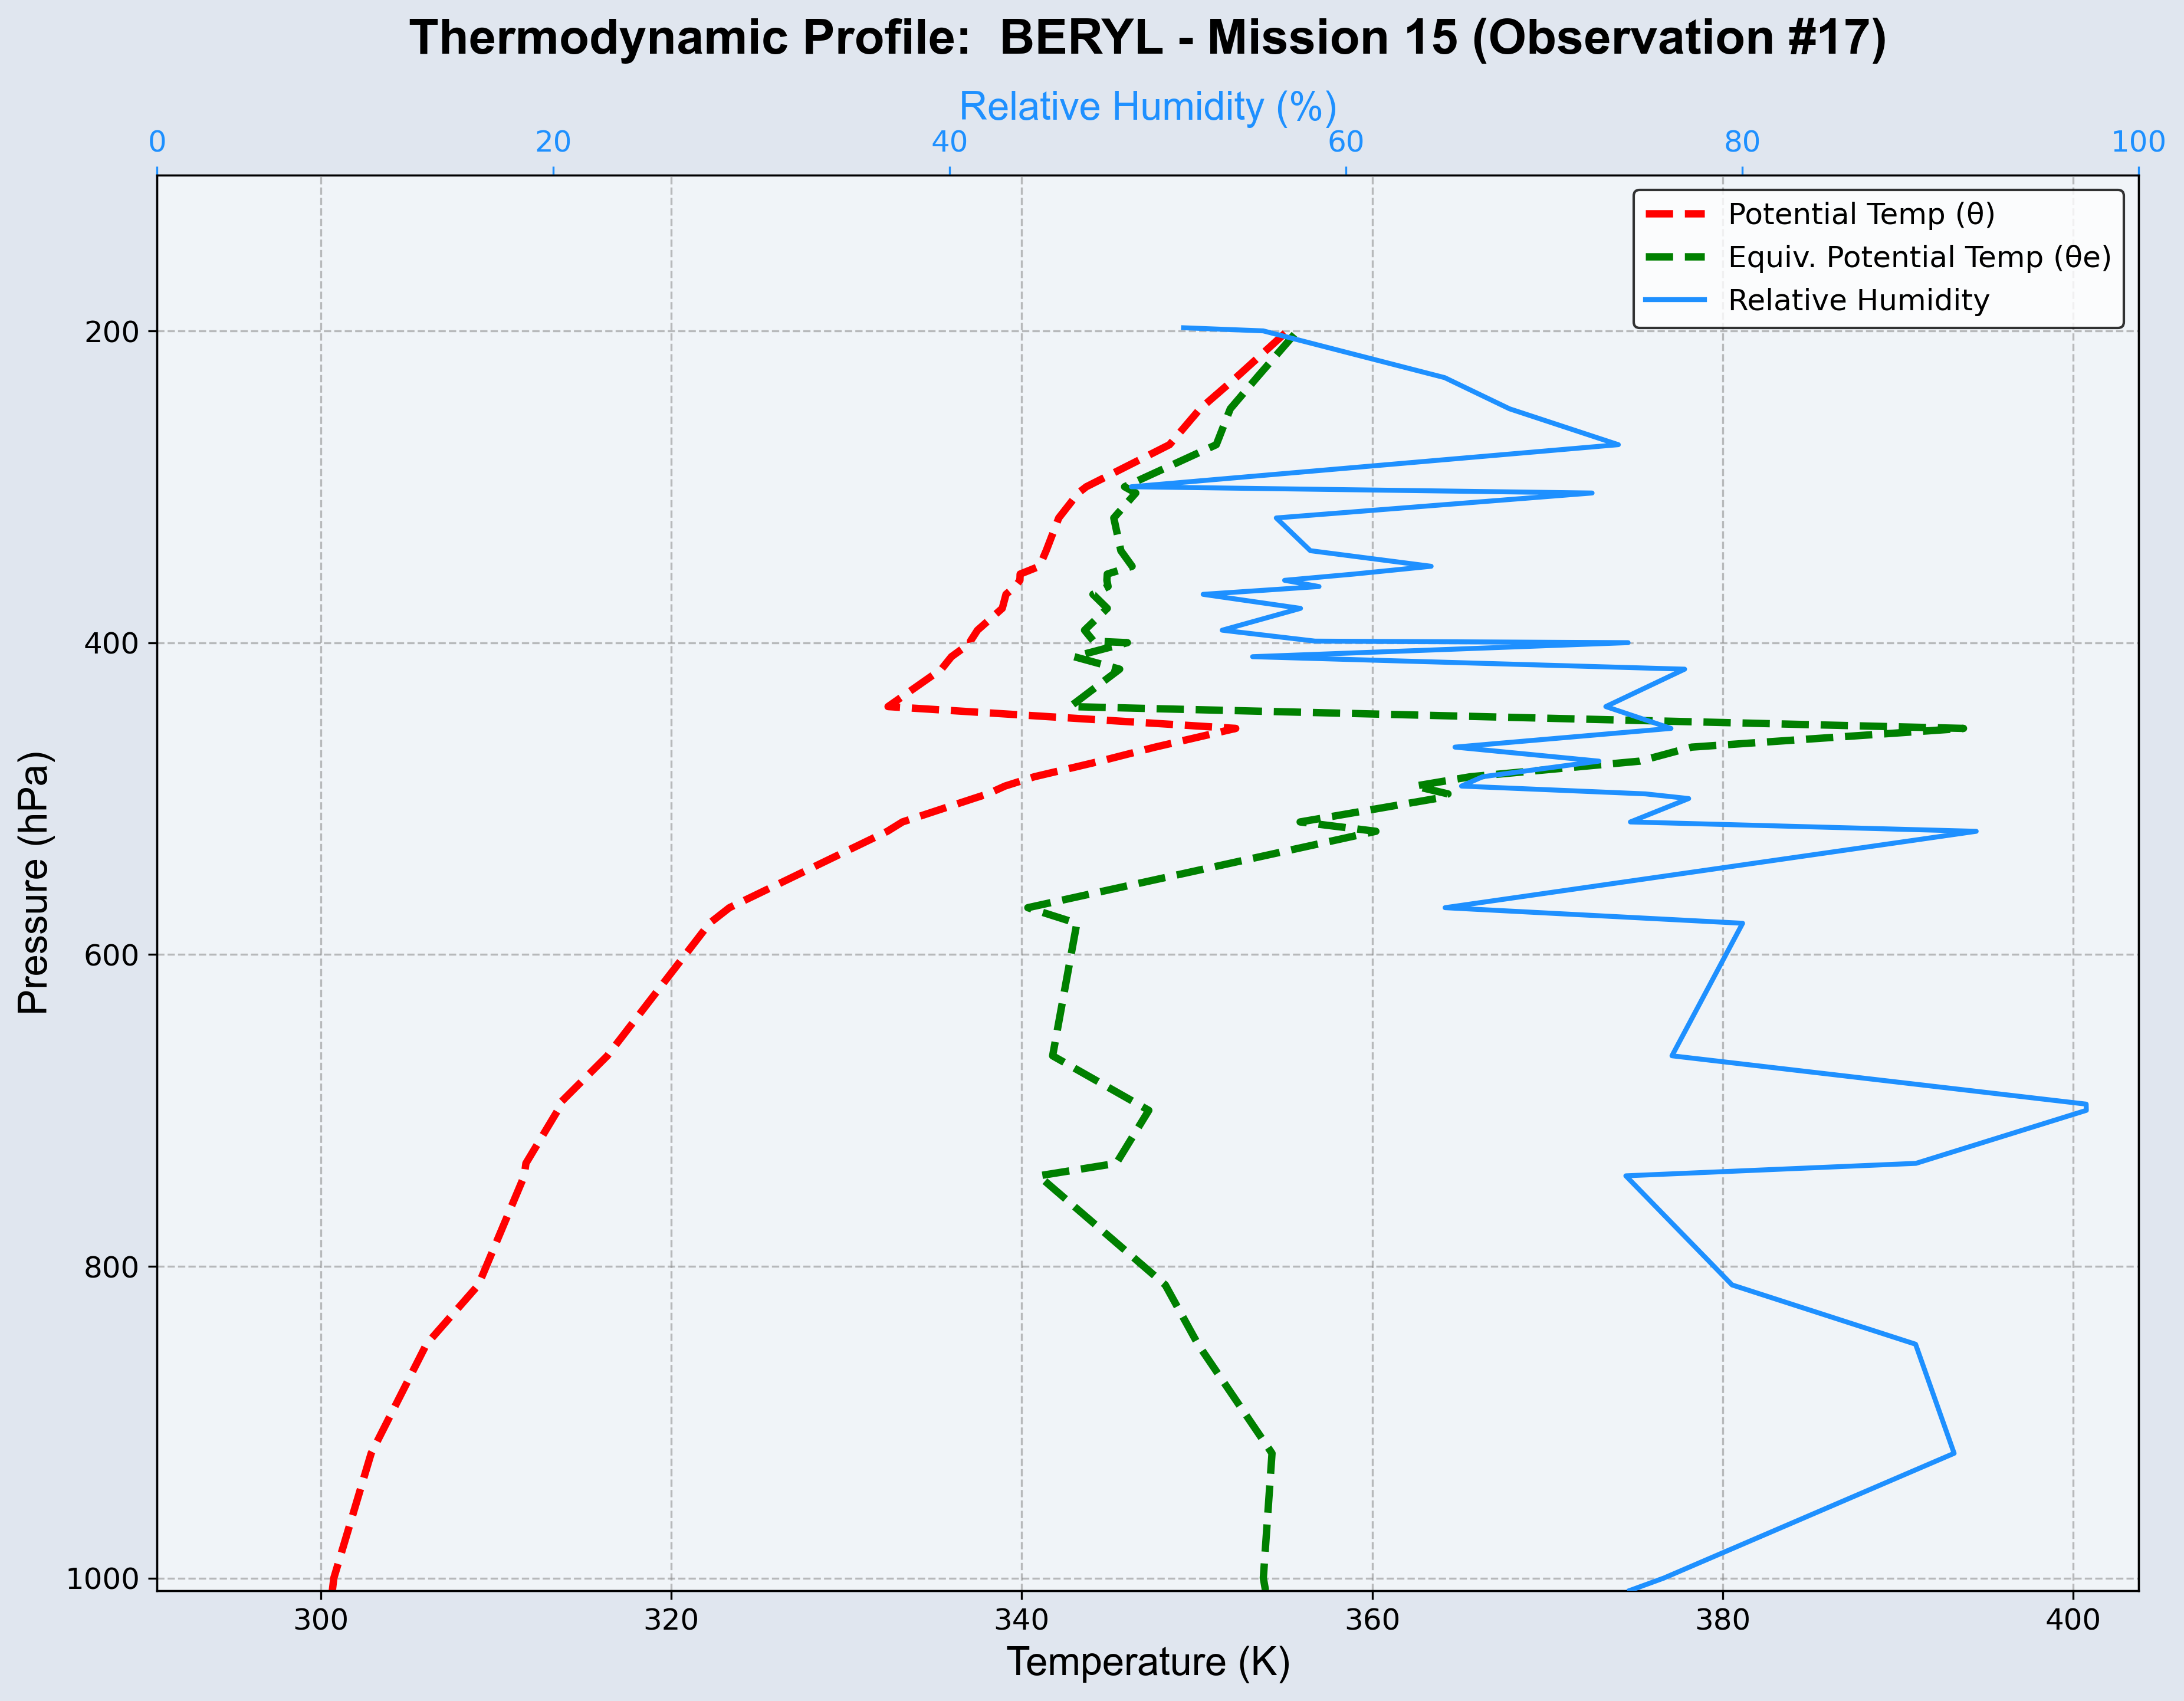 Thermodynamic Profile:  BERYL - Mission 15 (Observation #17)
Relative Humidity (%)
0 20 40 60 80 100
Potential Temp (θ)
Equiv. Potential Temp (θe)
Relative Humidity
200
400
600
800
1000
Pressure (hPa)
300 320 340 360 380 400
Temperature (K)